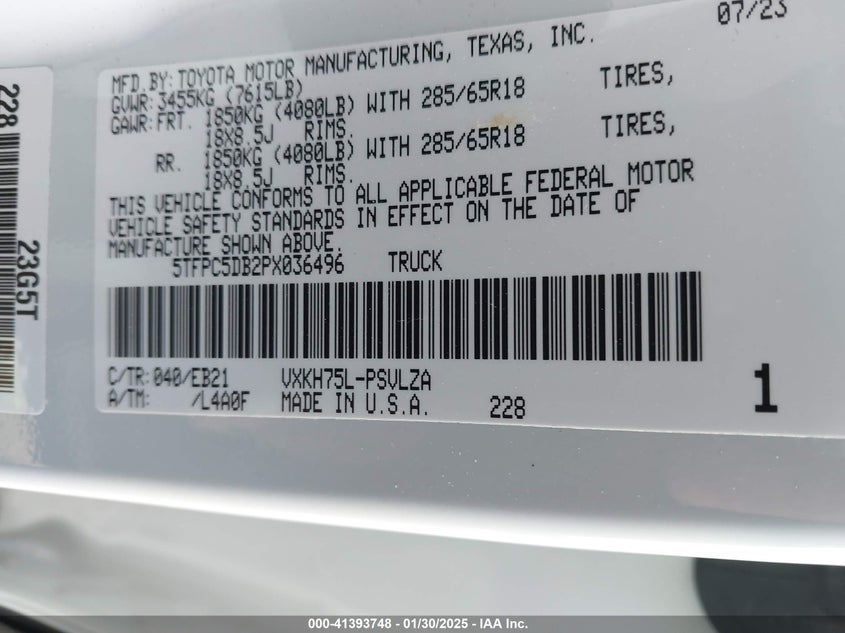 07/23
MFD.BY: TOYOTA MOTOR MANUFACTURING, TEXAS, INC.
GVWR: 3455KG (7615LB)
GAWR: FRT. 1850KG (4080LB) WITH 285/65R18 TIRES,
18X8.5J RIMS.
RR. 1850KG (4080LB) WITH 285/65R18 TIRES,
18X8.5J RIMS.
THIS VEHICLE CONFORMS TO ALL APPLICABLE FEDERAL MOTOR
VEHICLE SAFETY STANDARDS IN EFFECT ON THE DATE OF
MANUFACTURE SHOWN ABOVE.
5TFPC5DB2PX036496 TRUCK
C/TR: 040/EB21 VXKH75L-PSVLZA
A/TM: /L4A0F MADE IN U.S.A. 228
1
228
23G5T
000-41393748 — 01/30/2025 — IAA Inc.